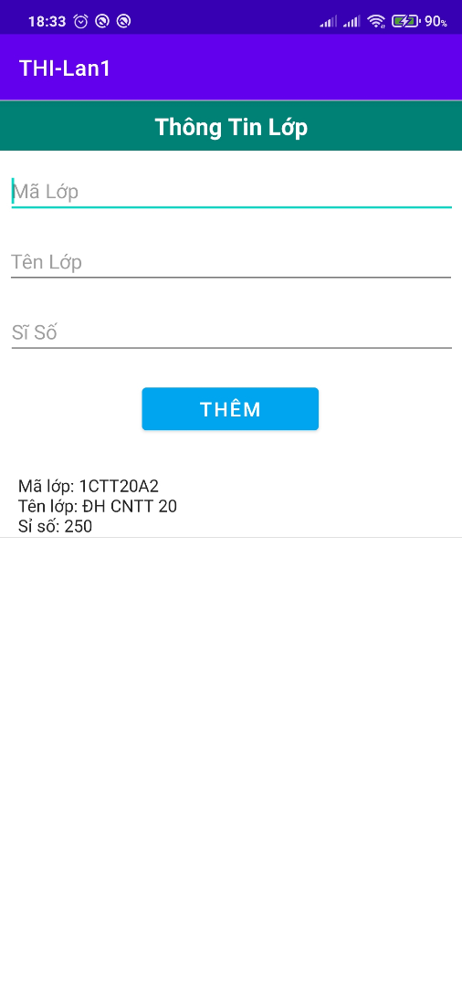 18:33
90%
THI-Lan1
Thông Tin Lớp
Mã Lớp
Tên Lớp
Sĩ Số
THÊM
Mã lớp: 1CTT20A2
Tên lớp: ĐH CNTT 20
Sỉ số: 250